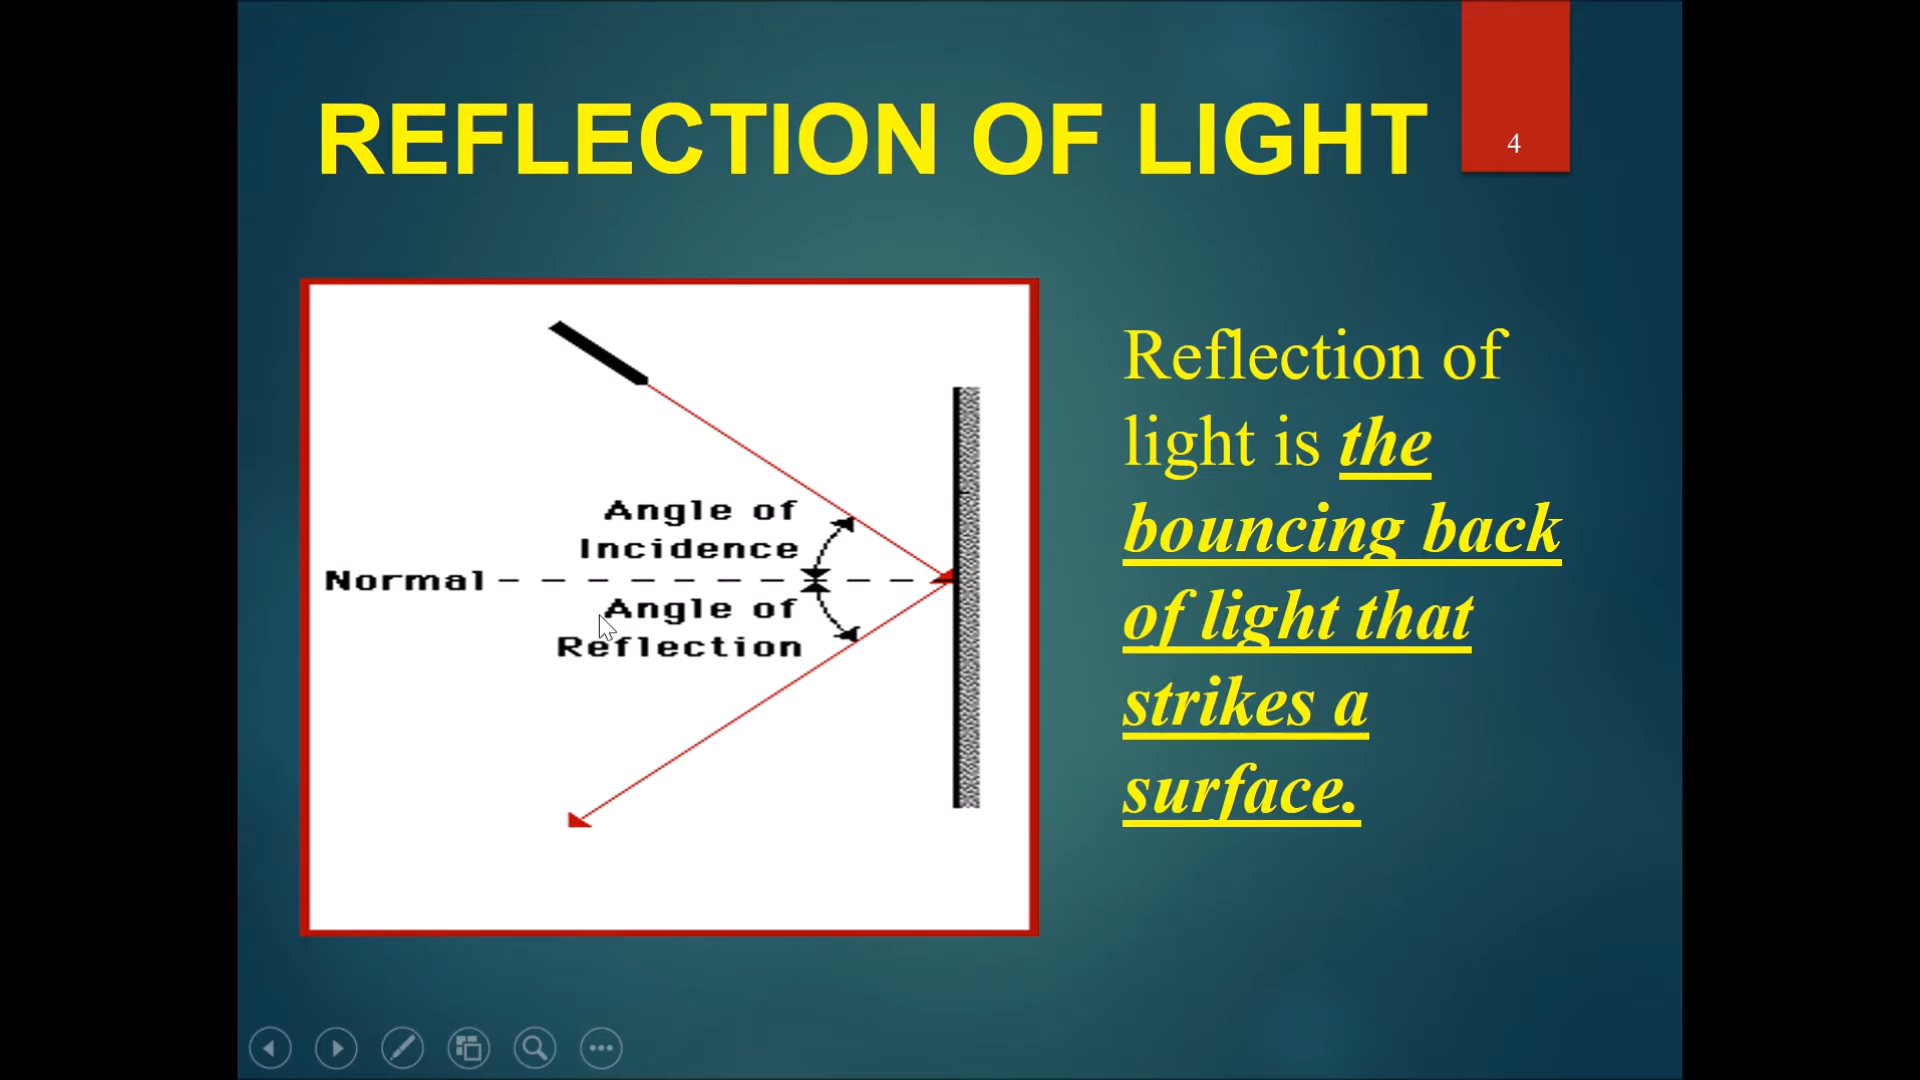 REFLECTION OF LIGHT
4
Angle of
Incidence
Normal
Angle of
Reflection
Reflection of
light is the
bouncing back
of light that
strikes a
surface.